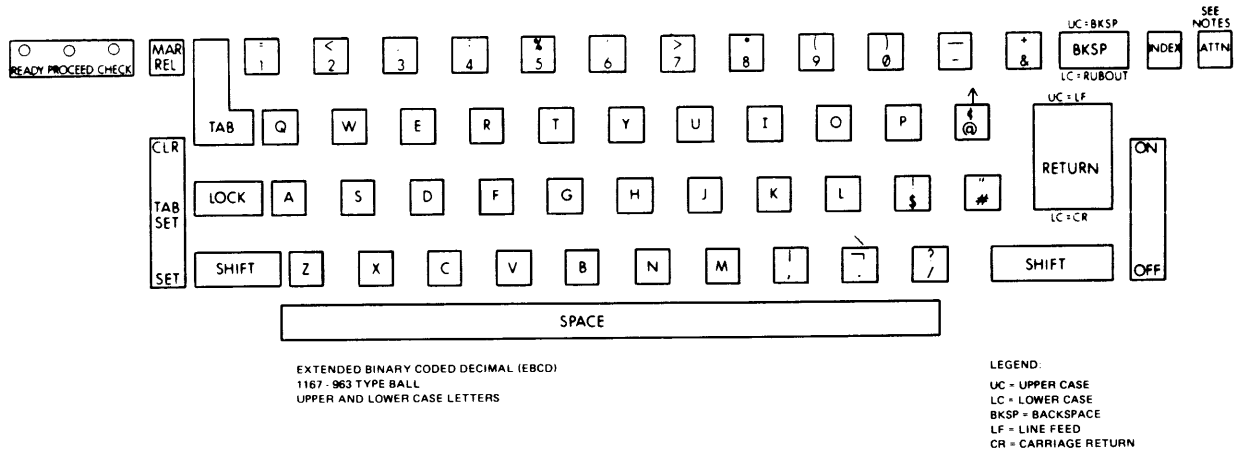 SEE
UC = BKSP NOTES
READY PROCEED CHECK MAR REL = 1 < 2 . 3 : 4 % 5 ' 6 > 7 * 8 ( 9 ) 0 — - + & BKSP INDEX ATTN
LC = RUBOUT
UC = LF
TAB Q W E R T Y U I O P ¢ @ RETURN
CLR ON
TAB SET LOCK A S D F G H J K L ! $ " #
LC = CR
SET SHIFT Z X C V B N M | , ¬ . ? / SHIFT OFF
SPACE
EXTENDED BINARY CODED DECIMAL (EBCD)
1167 - 963 TYPE BALL
UPPER AND LOWER CASE LETTERS
LEGEND:
UC = UPPER CASE
LC = LOWER CASE
BKSP = BACKSPACE
LF = LINE FEED
CR = CARRIAGE RETURN